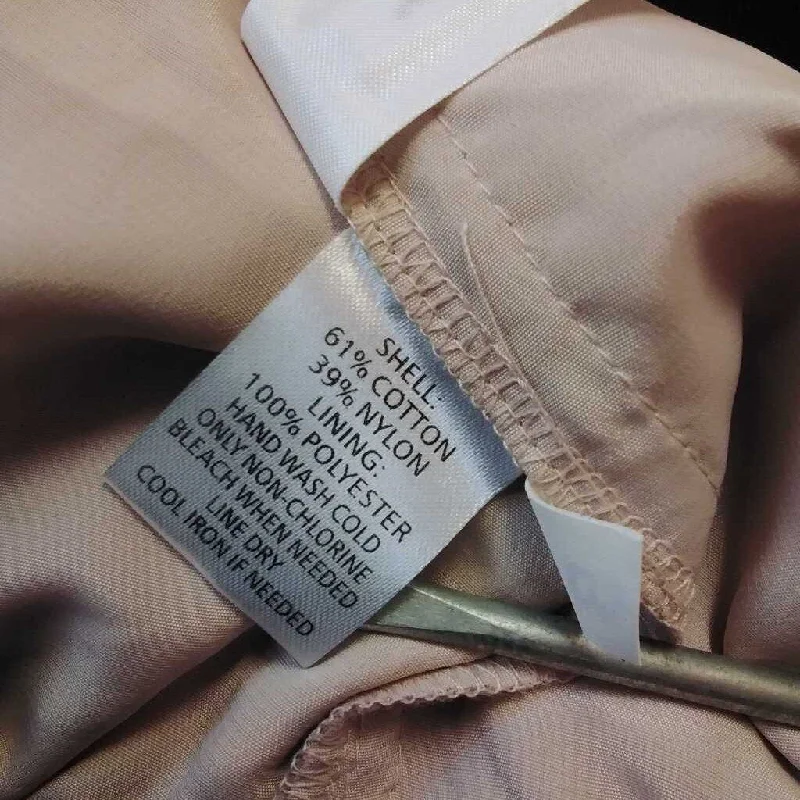 SHELL:
61% COTTON
39% NYLON
LINING:
100% POLYESTER
HAND WASH COLD
ONLY NON-CHLORINE
BLEACH WHEN NEEDED
LINE DRY
COOL IRON IF NEEDED